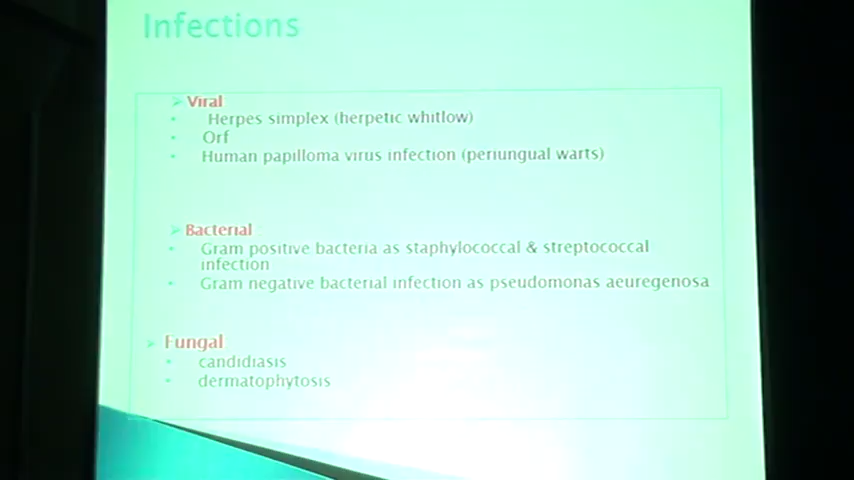 Infections
Viral
Herpes simplex (herpetic whitlow)
Orf
Human papilloma virus infection (periungual warts)
Bacterial
Gram positive bacteria as staphylococcal & streptococcal
infection
Gram negative bacterial infection as pseudomonas aeuregenosa
Fungal
candidiasis
dermatophytosis